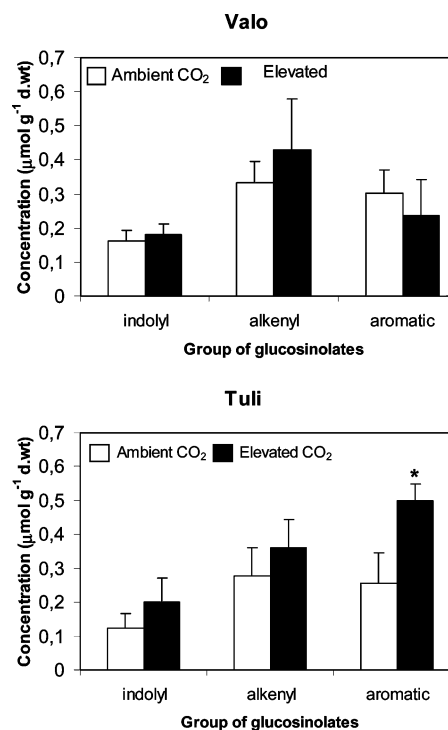 Valo
Concentration (μmol g⁻¹ d.wt)
0,7
0,6
0,5
0,4
0,3
0,2
0,1
0
Ambient CO₂ Elevated
indolyl alkenyl aromatic
Group of glucosinolates
Tuli
Concentration (μmol g⁻¹ d.wt)
0,7
0,6
0,5
0,4
0,3
0,2
0,1
0
Ambient CO₂ Elevated CO₂
*
indolyl alkenyl aromatic
Group of glucosinolates